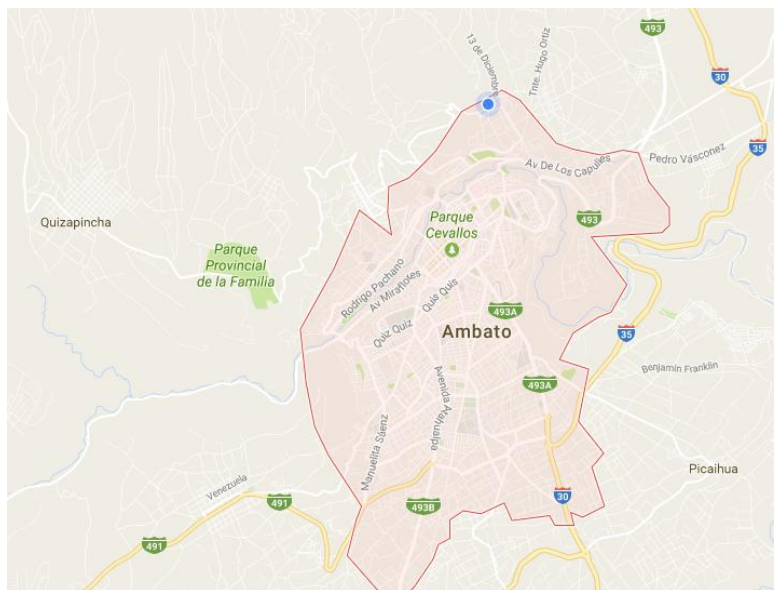 493
13 de Diciembre
Tnte. Hugo Ortiz
30
35
Pedro Vásconez
Av De Los Capulies
Quizapincha
Parque
Cevallos
493
Parque
Provincial
de la Familia
Rodrigo Pachano
Av Miraflores
Quis Quis
493A
Quiz Quiz
Ambato
35
Benjamin Franklin
493A
Avenida Atahualpa
Manuelita Sáenz
Picaihua
Venezuela
491
493B
30
491